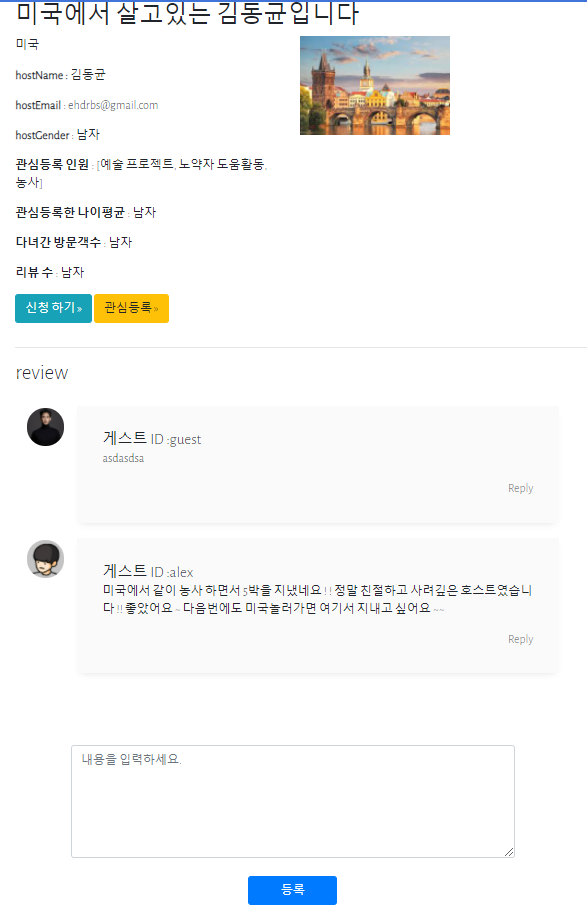 미국에서 살고있는 김동균입니다
미국
hostName : 김동균
hostEmail : ehdrbs@gmail.com
hostGender : 남자
관심등록 인원 : [예술 프로젝트, 노약자 도움활동,
농사]
관심등록한 나이평균 : 남자
다녀간 방문객수 : 남자
리뷰 수 : 남자
신청 하기 »
관심등록 »
review
게스트 ID :guest
asdasdsa
Reply
게스트 ID :alex
미국에서 같이 농사 하면서 5박을 지냈네요 ! ! 정말 친절하고 사려깊은 호스트였습니
다 !! 좋았어요 ~ 다음번에도 미국놀러가면 여기서 지내고 싶어요 ~~
Reply
내용을 입력하세요.
등록